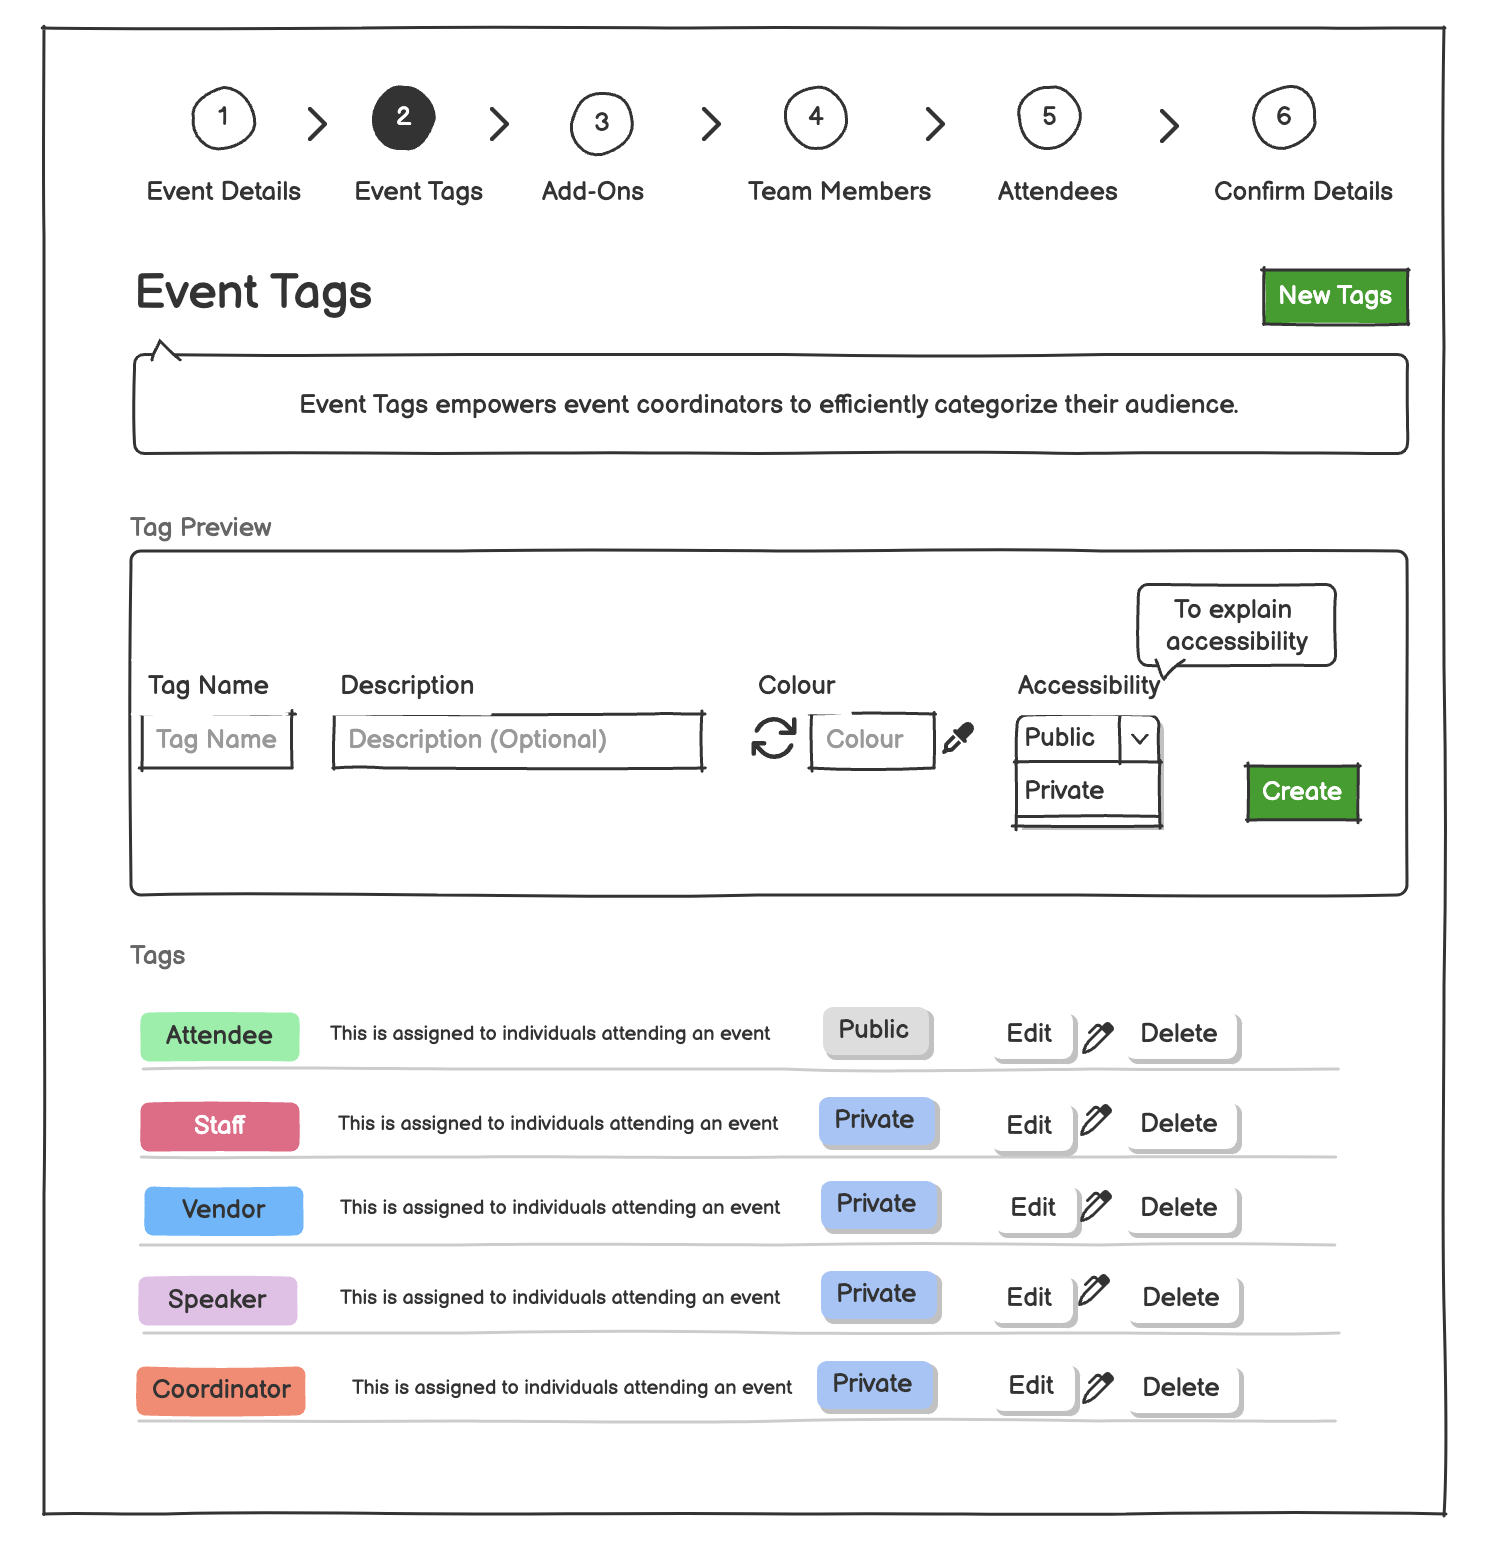 1
2
3
4
5
6
Event Details
Event Tags
Add-Ons
Team Members
Attendees
Confirm Details
Event Tags
New Tags
Event Tags empowers event coordinators to efficiently categorize their audience.
Tag Preview
To explain
accessibility
Tag Name
Description
Colour
Accessibility
Tag Name
Description (Optional)
Colour
Public
Private
Create
Tags
Attendee
This is assigned to individuals attending an event
Public
Edit
Delete
Staff
This is assigned to individuals attending an event
Private
Edit
Delete
Vendor
This is assigned to individuals attending an event
Private
Edit
Delete
Speaker
This is assigned to individuals attending an event
Private
Edit
Delete
Coordinator
This is assigned to individuals attending an event
Private
Edit
Delete